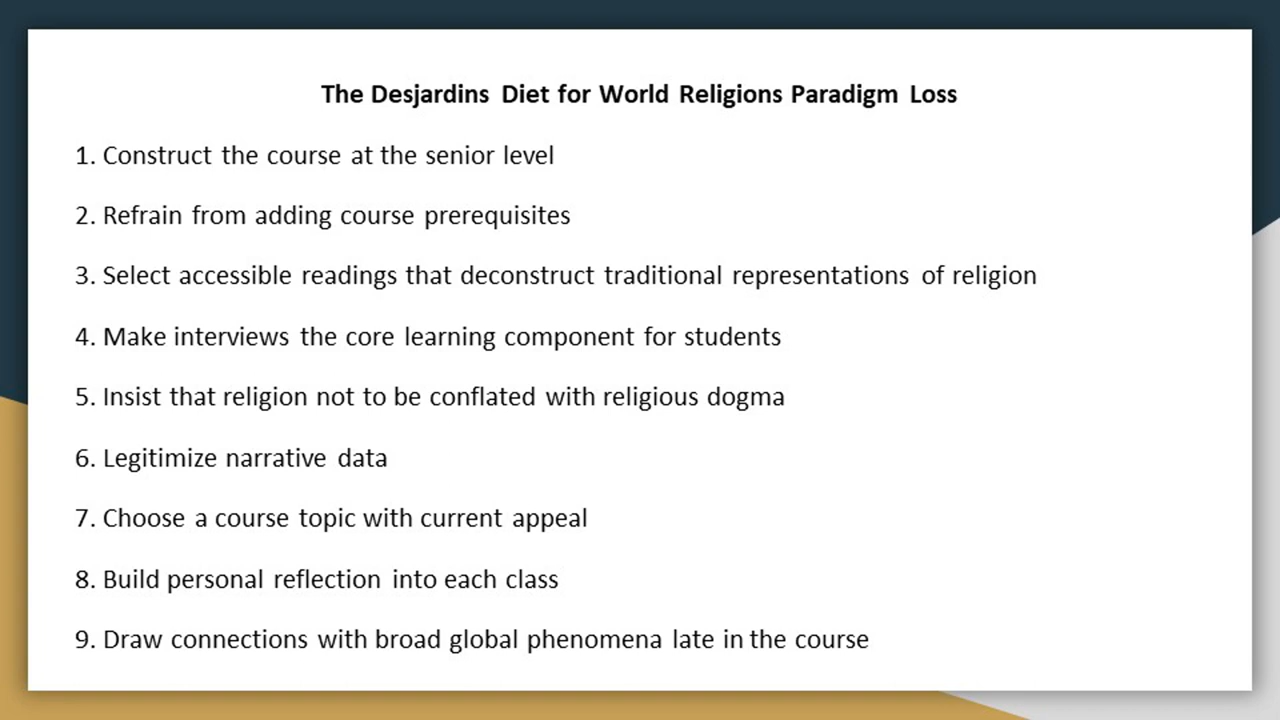 The Desjardins Diet for World Religions Paradigm Loss
1. Construct the course at the senior level
2. Refrain from adding course prerequisites
3. Select accessible readings that deconstruct traditional representations of religion
4. Make interviews the core learning component for students
5. Insist that religion not to be conflated with religious dogma
6. Legitimize narrative data
7. Choose a course topic with current appeal
8. Build personal reflection into each class
9. Draw connections with broad global phenomena late in the course